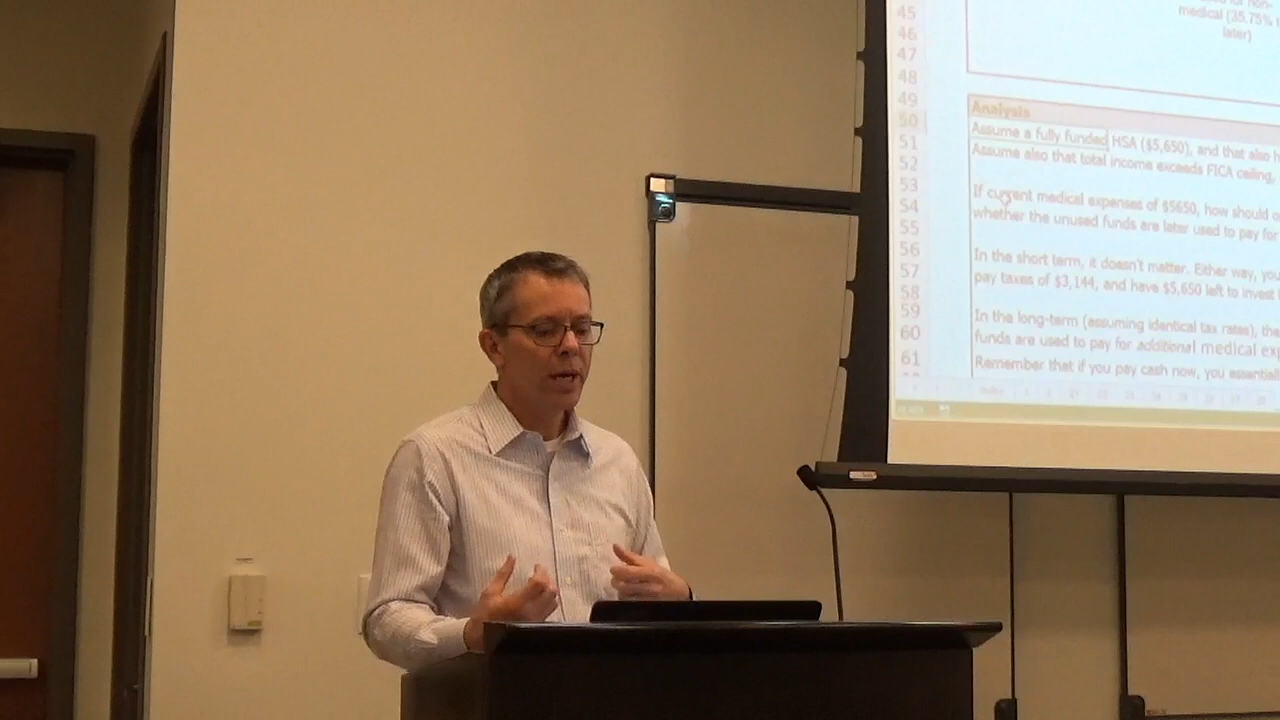 45
46
47
48
49
50
51
52
53
54
55
56
57
58
59
60
61
medical (35.75%
later)
Analysis
Assume a fully funded HSA ($5,650), and that also
Assume also that total income exceeds FICA ceiling,
If current medical expenses of $5650, how should
whether the unused funds are later used to pay for
In the short term, it doesn't matter. Either way, you
pay taxes of $3,144, and have $5,650 left to invest
In the long-term (assuming identical tax rates), the
funds are used to pay for additional medical
Remember that if you pay cash now, you essentiall